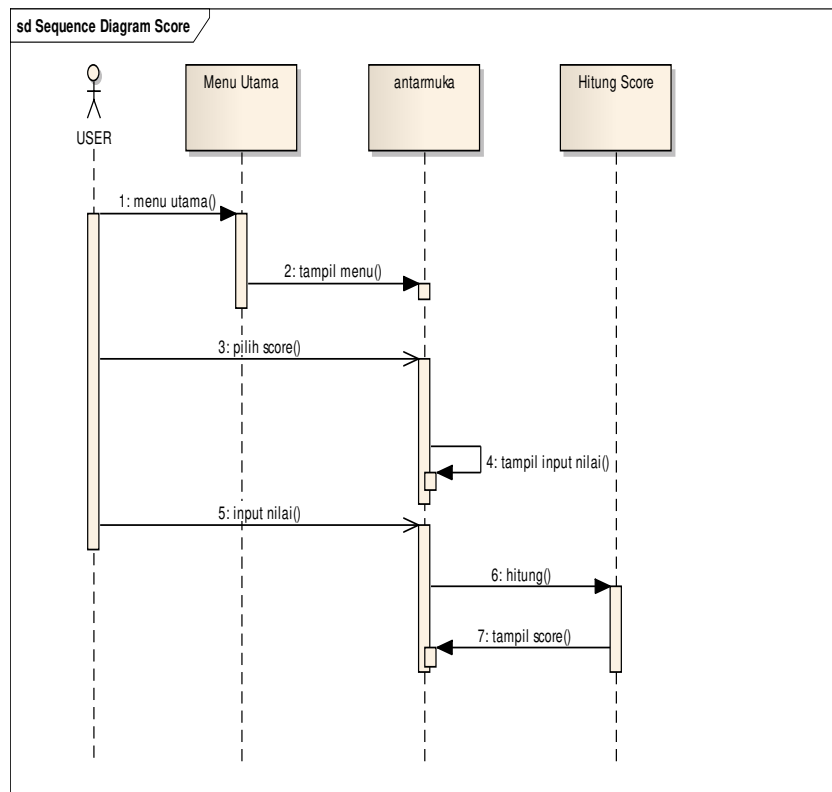 sd Sequence Diagram Score
USER
Menu Utama
antarmuka
Hitung Score
1: menu utama()
2: tampil menu()
3: pilih score()
4: tampil input nilai()
5: input nilai()
6: hitung()
7: tampil score()